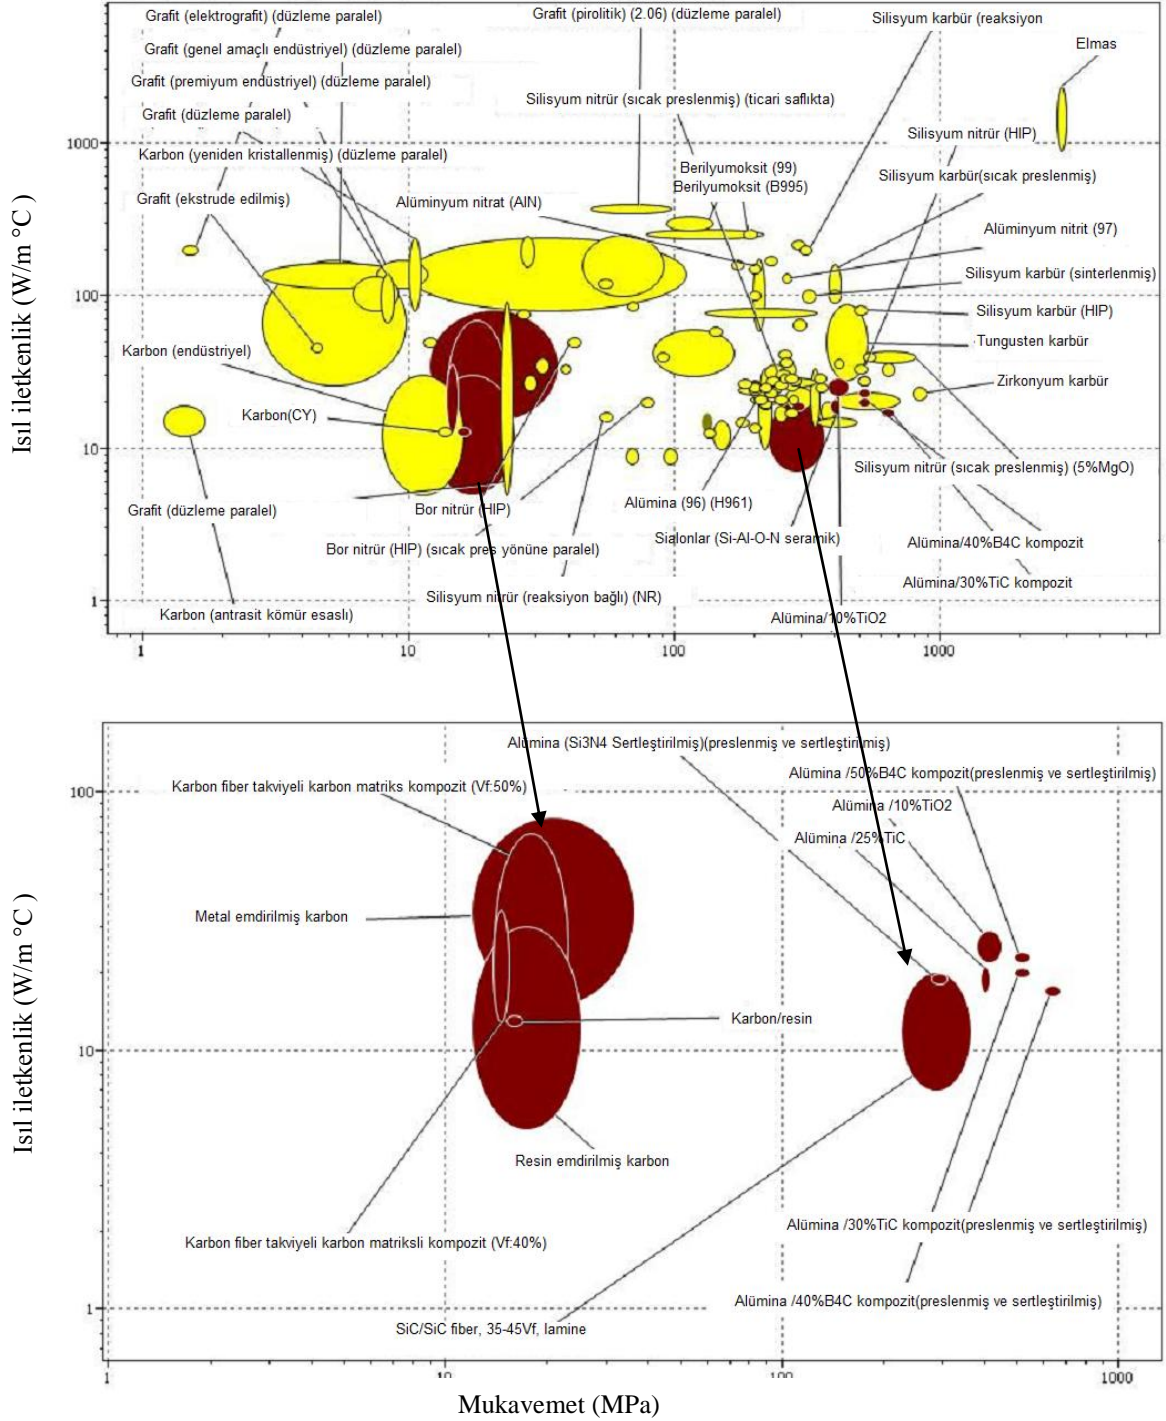 Grafit (elektrografit) (düzleme paralel)
Grafit (pirolitik) (2.06) (düzleme paralel)
Silisyum karbür (reaksiyon
Grafit (genel amaçlı endüstriyel) (düzleme paralel)
Elmas
Grafit (premiyum endüstriyel) (düzleme paralel)
Silisyum nitrür (sıcak preslenmiş) (ticari saflıkta)
Grafit (düzleme paralel)
Silisyum nitrür (HIP)
1000
Karbon (yeniden kristallenmiş) (düzleme paralel)
Berilyumoksit (99)
Silisyum karbür(sıcak preslenmiş)
Berilyumoksit (B995)
Grafit (ekstrude edilmiş)
Alüminyum nitrat (AIN)
Alüminyum nitrit (97)
Silisyum karbür (sinterlenmiş)
100
Silisyum karbür (HIP)
Tungusten karbür
Karbon (endüstriyel)
Zirkonyum karbür
Karbon(CY)
10
Silisyum nitrür (sıcak preslenmiş) (5%MgO)
Grafit (düzleme paralel)
Bor nitrür (HIP)
Alümina (96) (H961)
Sialonlar (Si-Al-O-N seramik)
Alümina/40%B4C kompozit
Bor nitrür (HIP) (sıcak pres yönüne paralel)
Alümina/30%TiC kompozit
Silisyum nitrür (reaksiyon bağlı) (NR)
1
Karbon (antrasit kömür esaslı)
Alümina/10%TiO2
1
10
100
1000
Isıl iletkenlik (W/m °C)
Alümina (Si3N4 Sertleştirilmiş)(preslenmiş ve sertleştirilmiş)
Alümina /50%B4C kompozit(preslenmiş ve sertleştirilmiş)
Karbon fiber takviyeli karbon matriks kompozit (Vf:50%)
100
Alümina /10%TiO2
Alümina /25%TiC
Metal emdirilmiş karbon
Karbon/resin
10
Resin emdirilmiş karbon
Alümina /30%TiC kompozit(preslenmiş ve sertleştirilmiş)
Karbon fiber takviyeli karbon matriksli kompozit (Vf:40%)
Alümina /40%B4C kompozit(preslenmiş ve sertleştirilmiş)
1
SiC/SiC fiber, 35-45Vf, lamine
1
10
100
1000
Isıl iletkenlik (W/m °C )
Mukavemet (MPa)